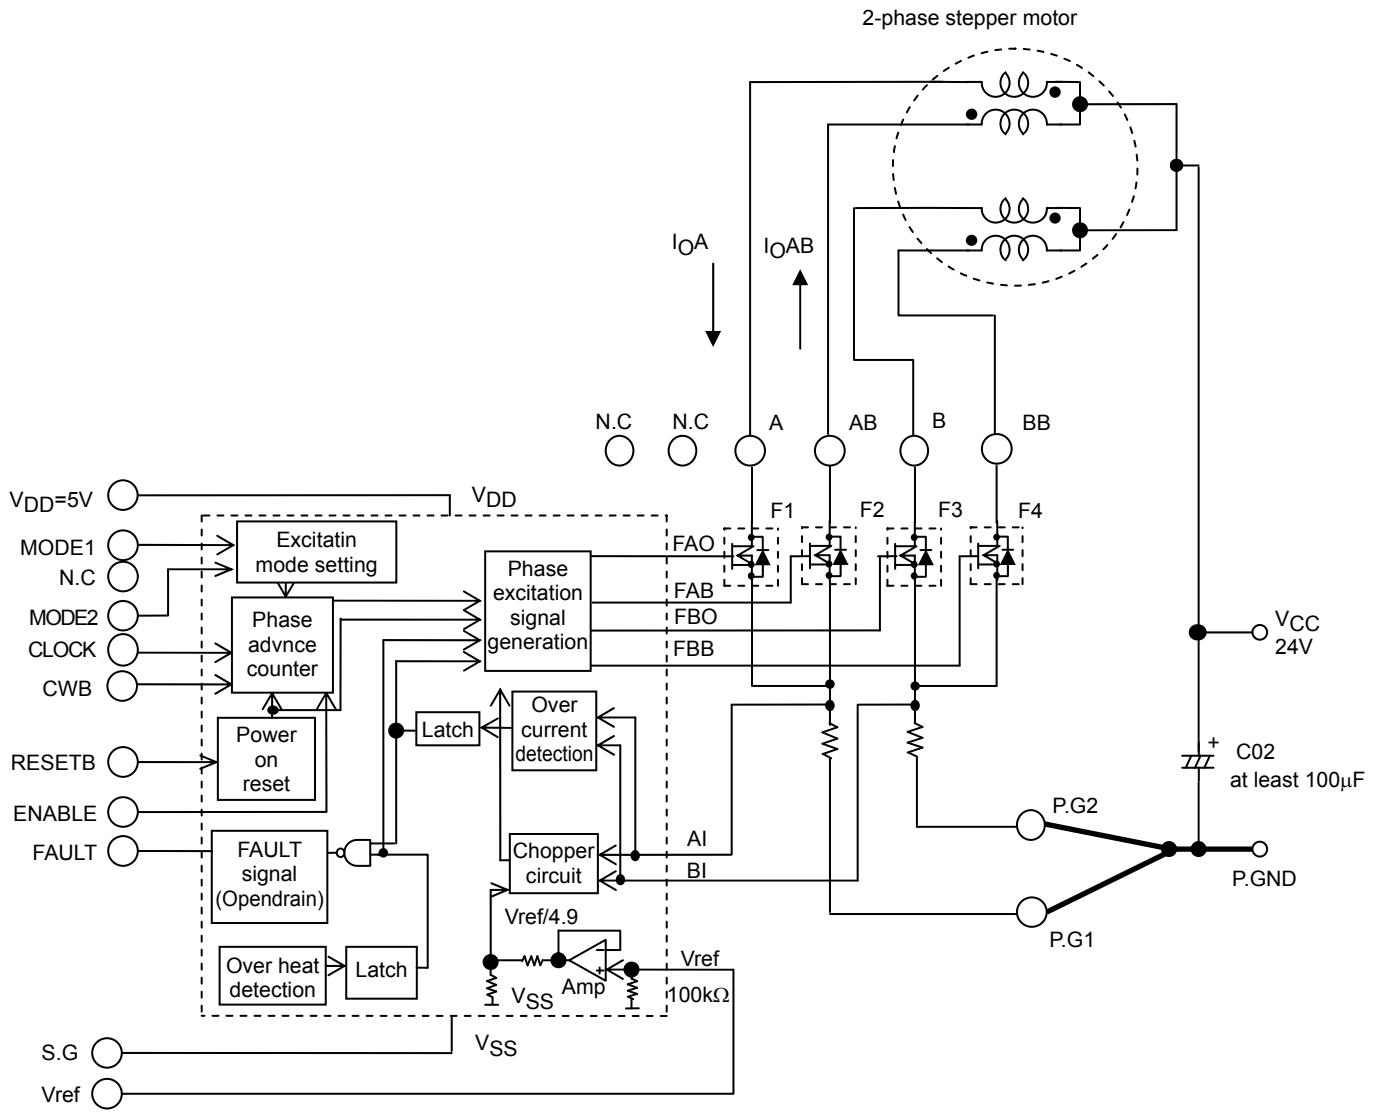 2-phase stepper motor
IOA
IOAB
N.C
N.C
A
AB
B
BB
VDD=5V
VDD
F1
F2
F3
F4
MODE1
N.C
MODE2
CLOCK
CWB
RESETB
ENABLE
FAULT
Excitatin
mode setting
Phase
advnce
counter
Power
on
reset
Phase
excitation
signal
generation
FAO
FAB
FBO
FBB
Latch
Over
current
detection
FAULT
signal
(Opendrain)
Chopper
circuit
AI
BI
Vref/4.9
Over heat
detection
Latch
Amp
VSS
Vref
100kΩ
VCC
24V
+
C02
at least 100μF
P.G2
P.GND
P.G1
S.G
VSS
Vref